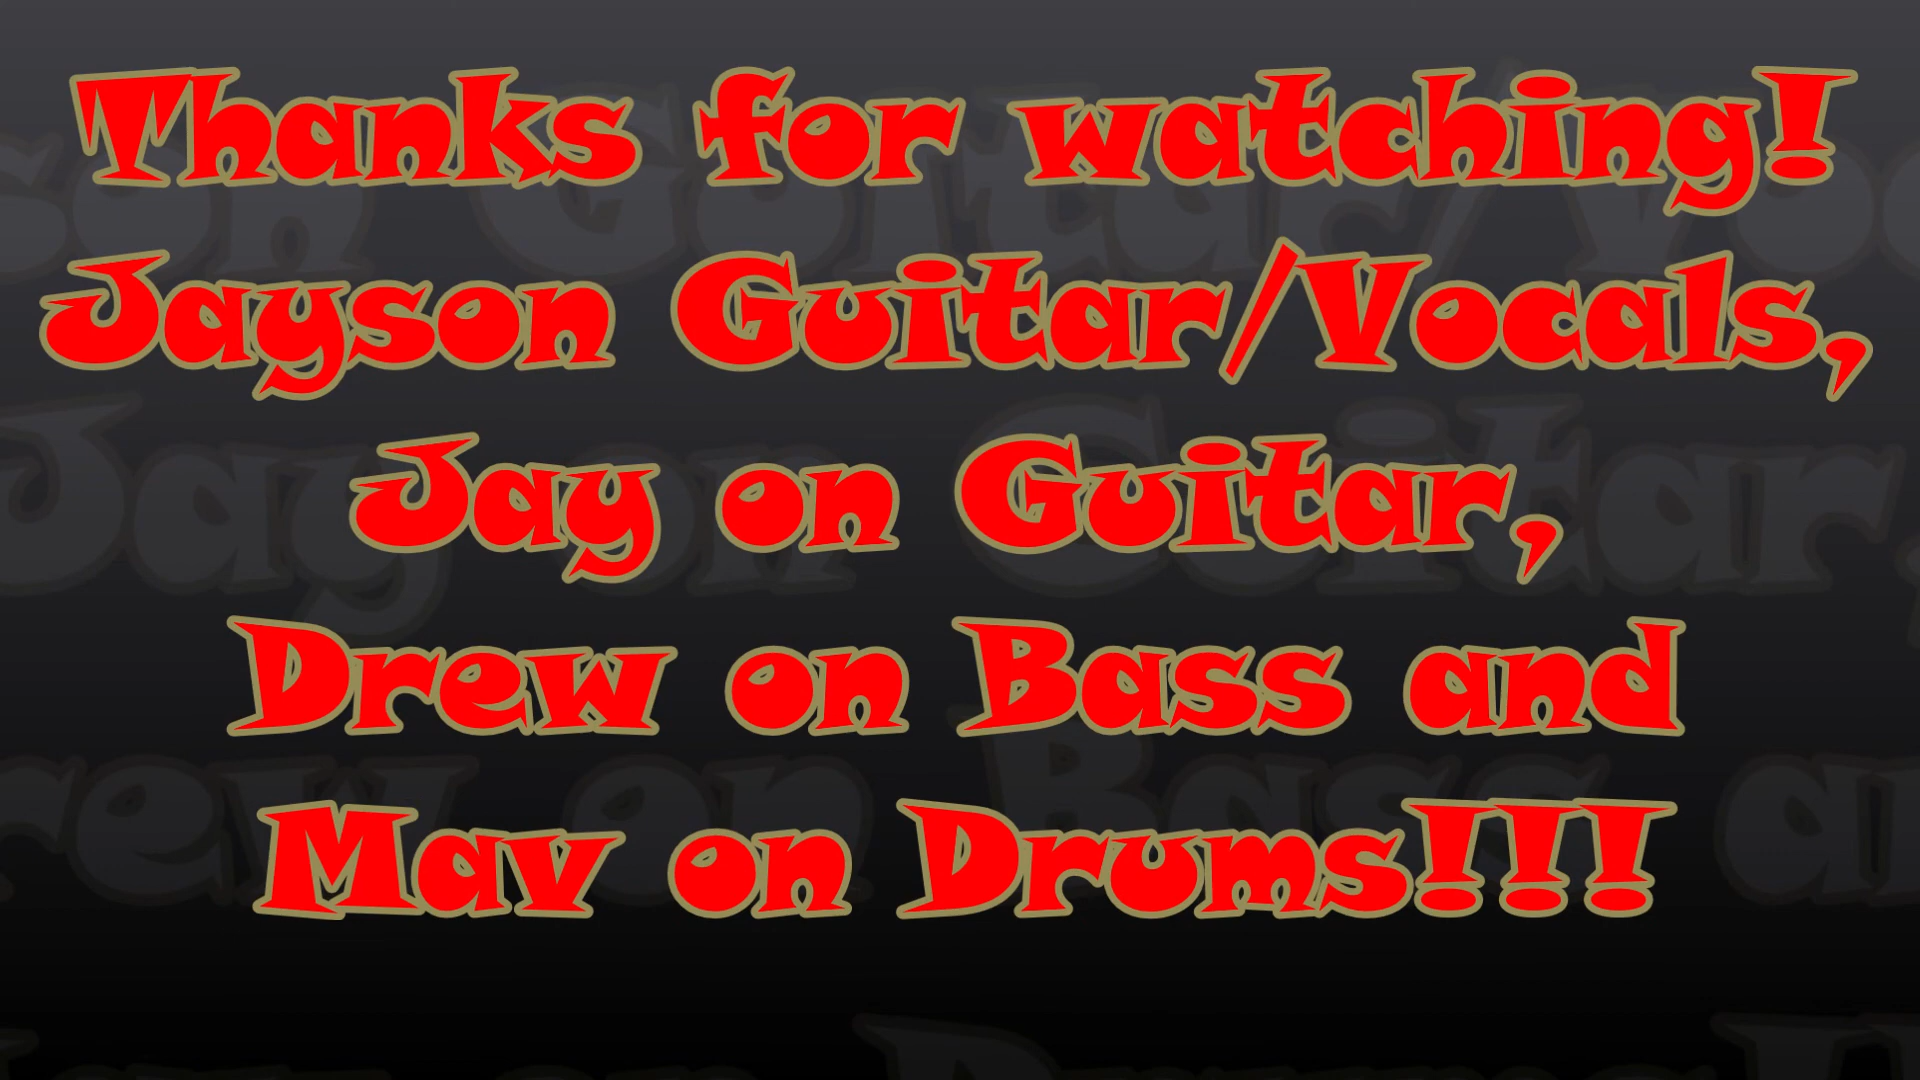 Thanks for watching!
Jayson Guitar/Vocals,
Jay on Guitar,
Drew on Bass and
Mav on Drums!!!